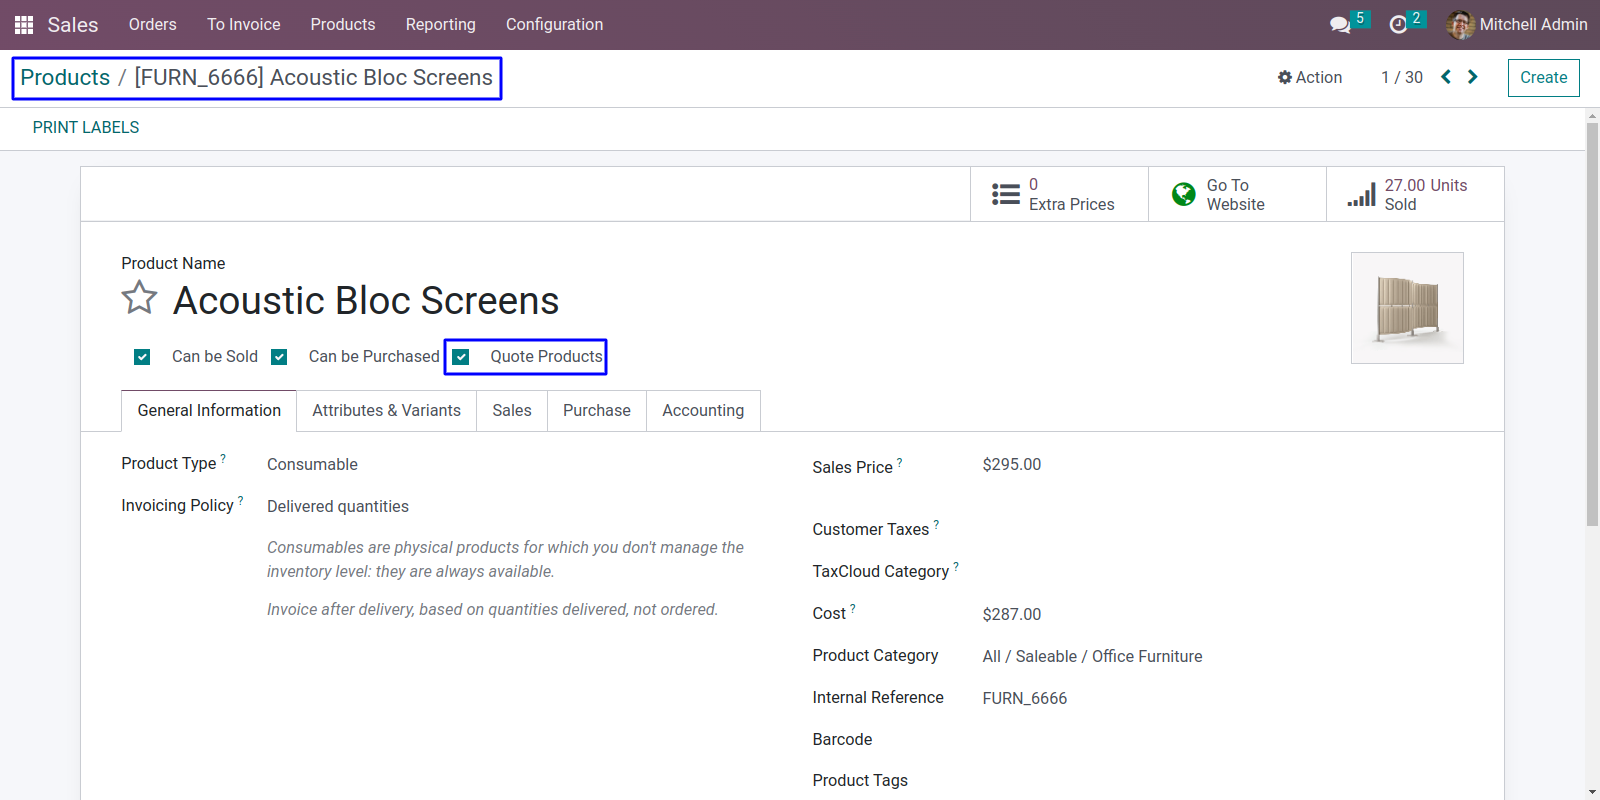 Sales Orders To Invoice Products Reporting Configuration 5 2 Mitchell Admin
Products / [FURN_6666] Acoustic Bloc Screens Action 1 / 30 Create
PRINT LABELS
0
Extra Prices
Go To
Website
27.00 Units
Sold
Product Name
Acoustic Bloc Screens
Can be Sold Can be Purchased Quote Products
General Information Attributes & Variants Sales Purchase Accounting
Product Type ? Consumable
Invoicing Policy ? Delivered quantities
Consumables are physical products for which you don't manage the
inventory level: they are always available.
Invoice after delivery, based on quantities delivered, not ordered.
Sales Price ? $295.00
Customer Taxes ?
TaxCloud Category ?
Cost ? $287.00
Product Category All / Saleable / Office Furniture
Internal Reference FURN_6666
Barcode
Product Tags